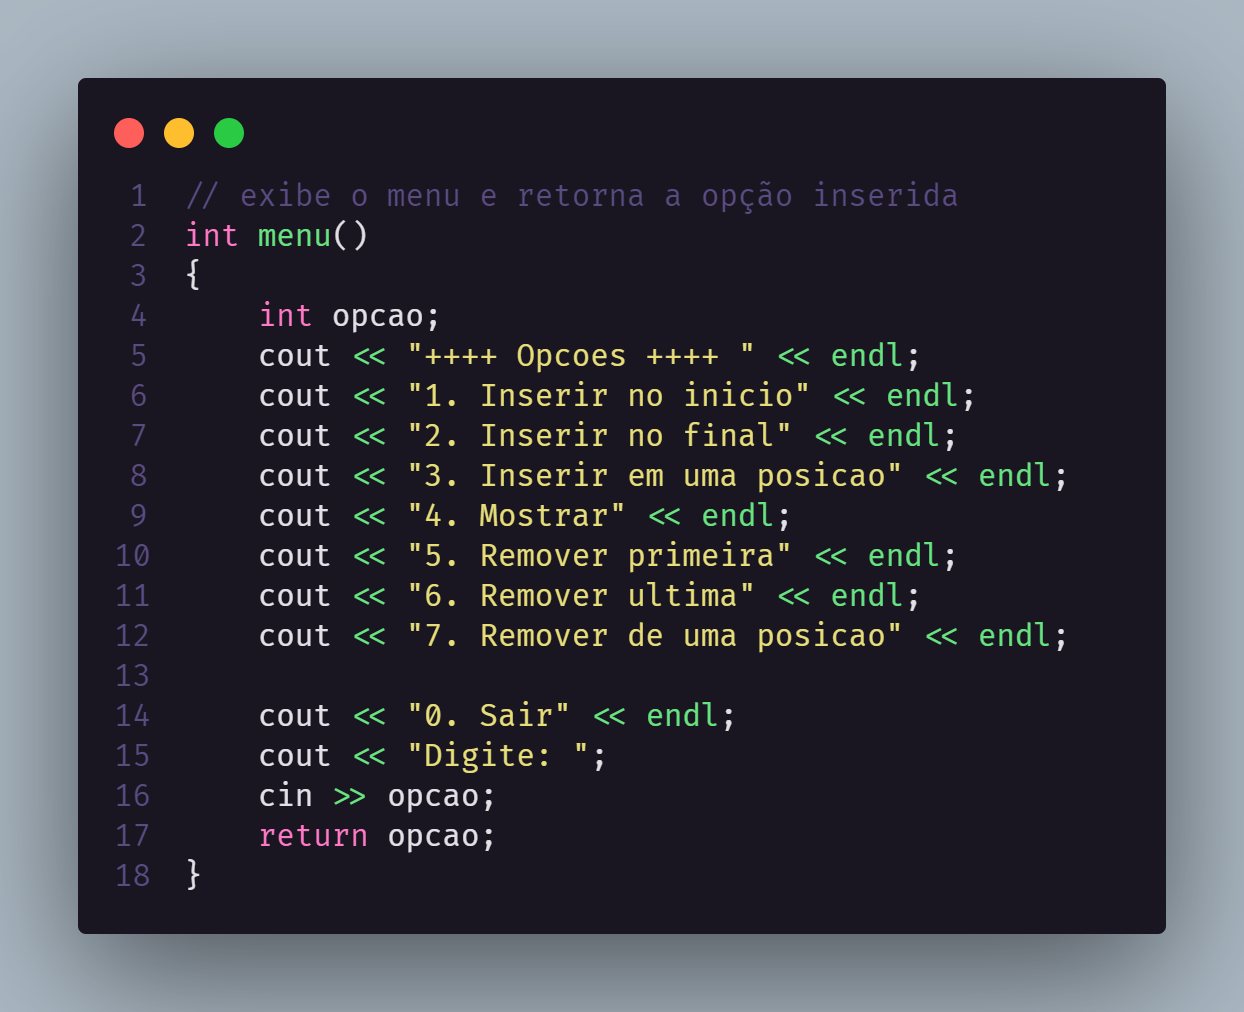 1 // exibe o menu e retorna a opção inserida
2 int menu()
3 {
4     int opcao;
5     cout << "++++ Opcoes ++++ " << endl;
6     cout << "1. Inserir no inicio" << endl;
7     cout << "2. Inserir no final" << endl;
8     cout << "3. Inserir em uma posicao" << endl;
9     cout << "4. Mostrar" << endl;
10     cout << "5. Remover primeira" << endl;
11     cout << "6. Remover ultima" << endl;
12     cout << "7. Remover de uma posicao" << endl;
13
14     cout << "0. Sair" << endl;
15     cout << "Digite: ";
16     cin >> opcao;
17     return opcao;
18 }